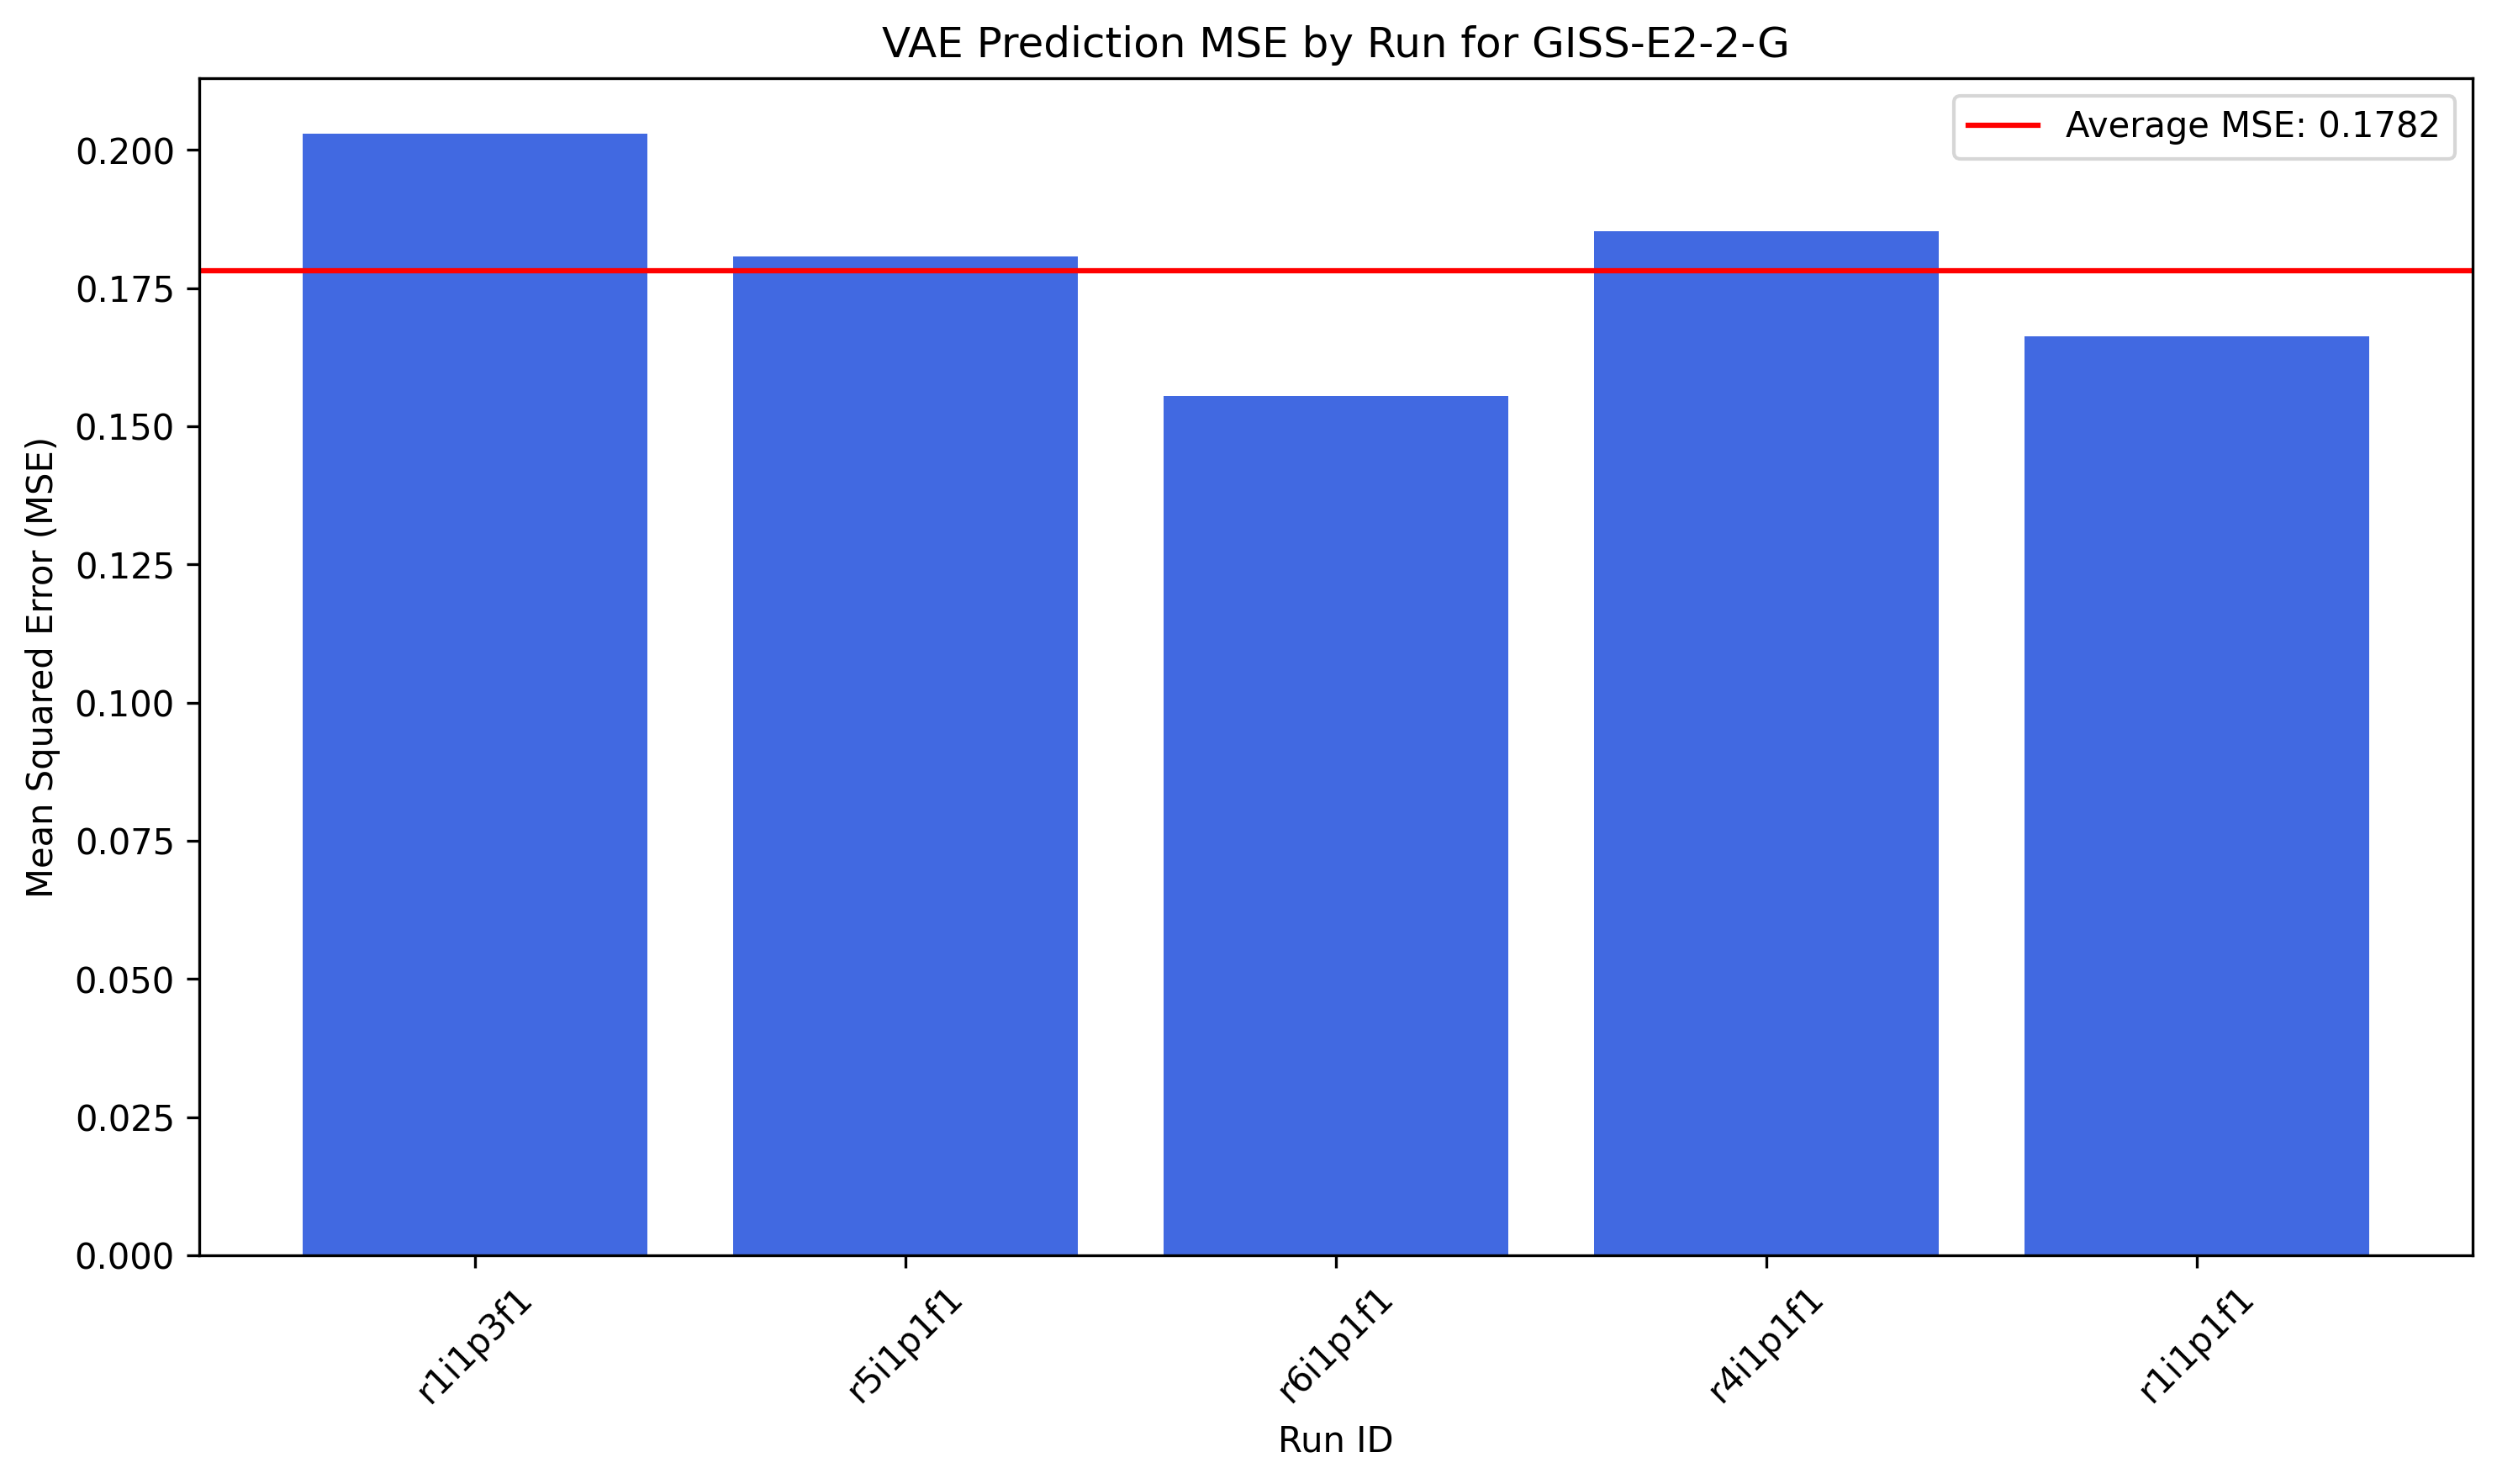 VAE Prediction MSE by Run for GISS-E2-2-G
Average MSE: 0.1782
Mean Squared Error (MSE)
0.200
0.175
0.150
0.125
0.100
0.075
0.050
0.025
0.000
r1i1p3f1
r5i1p1f1
r6i1p1f1
r4i1p1f1
r1i1p1f1
Run ID